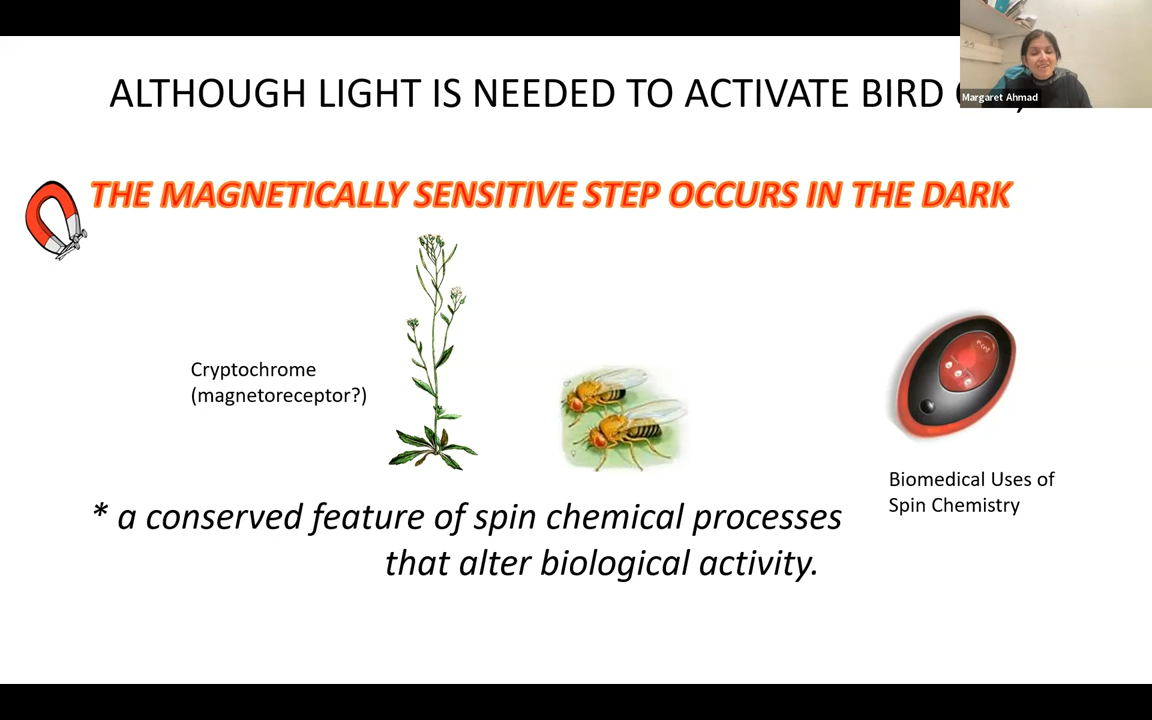 ALTHOUGH LIGHT IS NEEDED TO ACTIVATE BIRD
Margaret Ahmad
THE MAGNETICALLY SENSITIVE STEP OCCURS IN THE DARK
Cryptochrome
(magnetoreceptor?)
Biomedical Uses of
Spin Chemistry
* a conserved feature of spin chemical processes
that alter biological activity.